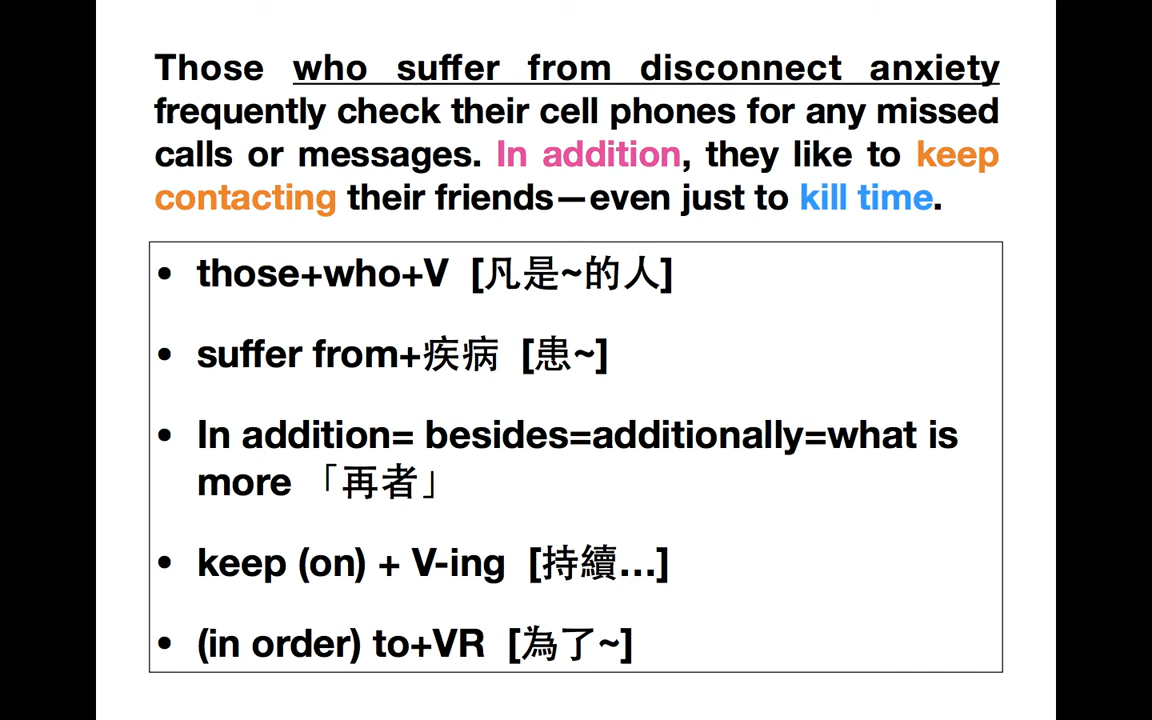 Those who suffer from disconnect anxiety
frequently check their cell phones for any missed
calls or messages. In addition, they like to keep
contacting their friends—even just to kill time.
• those+who+V [凡是~的人]
• suffer from+疾病 [患~]
• In addition= besides=additionally=what is
more 「再者」
• keep (on) + V-ing [持續…]
• (in order) to+VR [為了~]